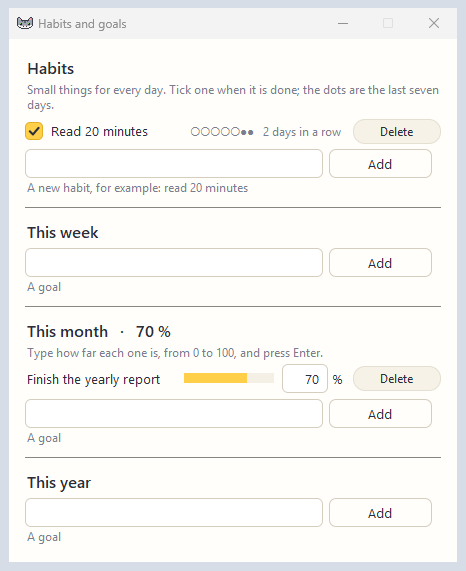 Habits and goals
Habits
Small things for every day. Tick one when it is done; the dots are the last seven
days.
Read 20 minutes 2 days in a row Delete
Add
A new habit, for example: read 20 minutes
This week
Add
A goal
This month · 70 %
Type how far each one is, from 0 to 100, and press Enter.
Finish the yearly report 70 % Delete
Add
A goal
This year
Add
A goal